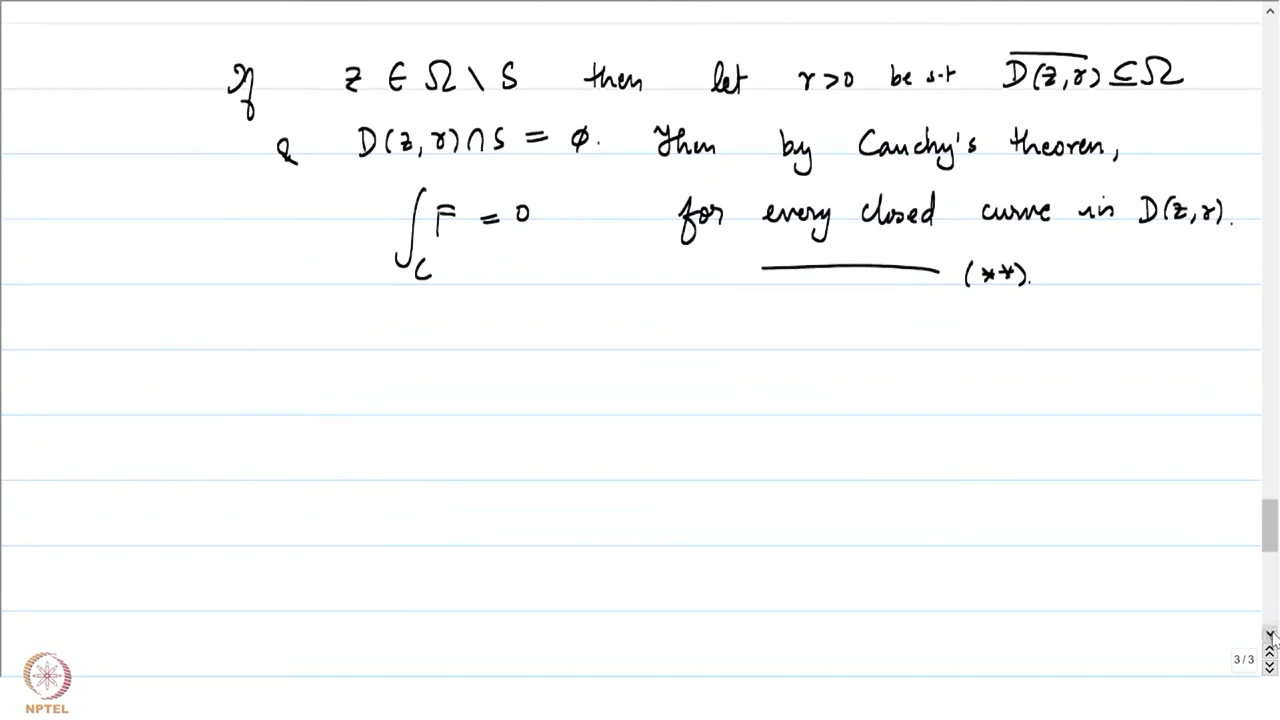 If z ∈ Ω \ S then let r>0 be s.t \overline{D(z,r)} ⊆ Ω
& D(z,r) ∩ S = ϕ. Then by Cauchy's theorem,
∫_C F = 0 for every closed curve in D(z,r).
(**).
3/3
NPTEL